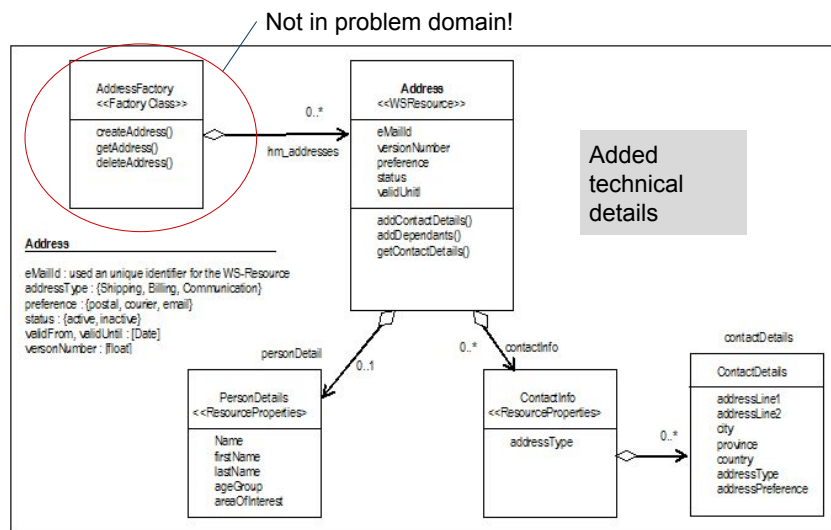 Not in problem domain!
AddressFactory
<<Factory Class>>
createAddress()
getAddress()
deleteAddress()
0..*
hm_addresses
Address
<<WSResource>>
eMailId
versionNumber
preference
status
validUnitl
addContactDetails()
addDependants()
getContactDetails()
Added
technical
details
Address
eMailId : used an unique identifier for the WS-Resource
addressType : {Shipping, Billing, Communication}
preference : {postal, courier, email}
status : {active, inactive}
validFrom, validUntil : [Date]
versonNumber : [float]
personDetail
0..1
0..*
contactInfo
contactDetails
PersonDetails
<<ResourceProperties>
Name
firstName
lastName
ageGroup
areaOfInterest
ContactInfo
<<ResourceProperties>
addressType
0..*
ContactDetails
addressLine1
addressLine2
city
province
country
addressType
addressPreference